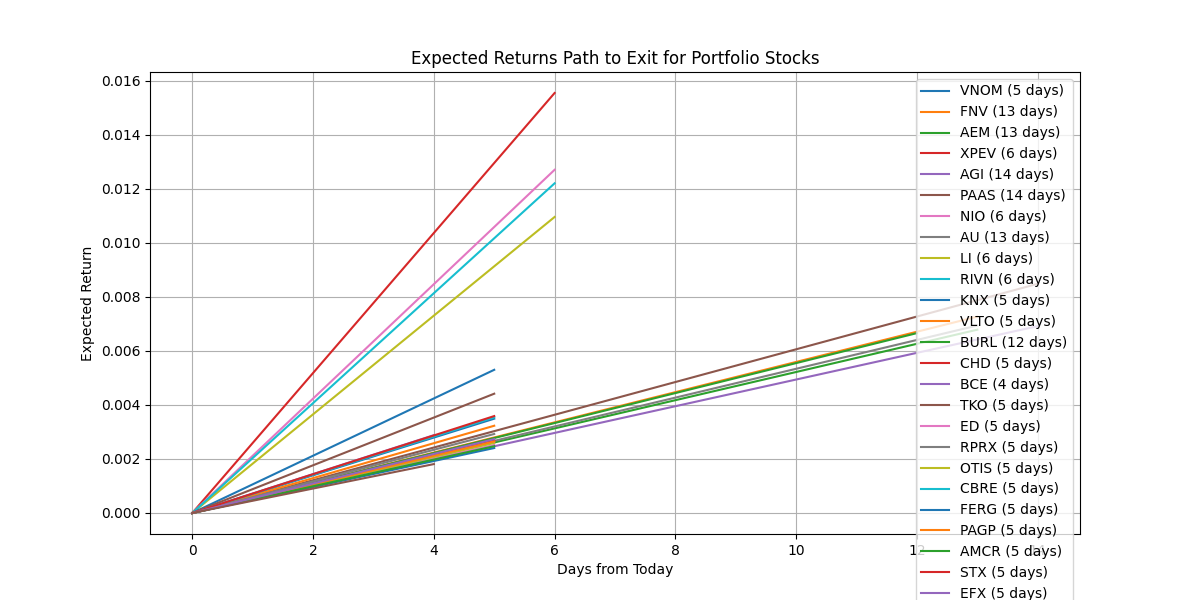 Expected Returns Path to Exit for Portfolio Stocks
Expected Return
0.016
0.014
0.012
0.010
0.008
0.006
0.004
0.002
0.000
0
2
4
6
8
10
Days from Today
VNOM (5 days)
FNV (13 days)
AEM (13 days)
XPEV (6 days)
AGI (14 days)
PAAS (14 days)
NIO (6 days)
AU (13 days)
LI (6 days)
RIVN (6 days)
KNX (5 days)
VLTO (5 days)
BURL (12 days)
CHD (5 days)
BCE (4 days)
TKO (5 days)
ED (5 days)
RPRX (5 days)
OTIS (5 days)
CBRE (5 days)
FERG (5 days)
PAGP (5 days)
AMCR (5 days)
STX (5 days)
EFX (5 days)